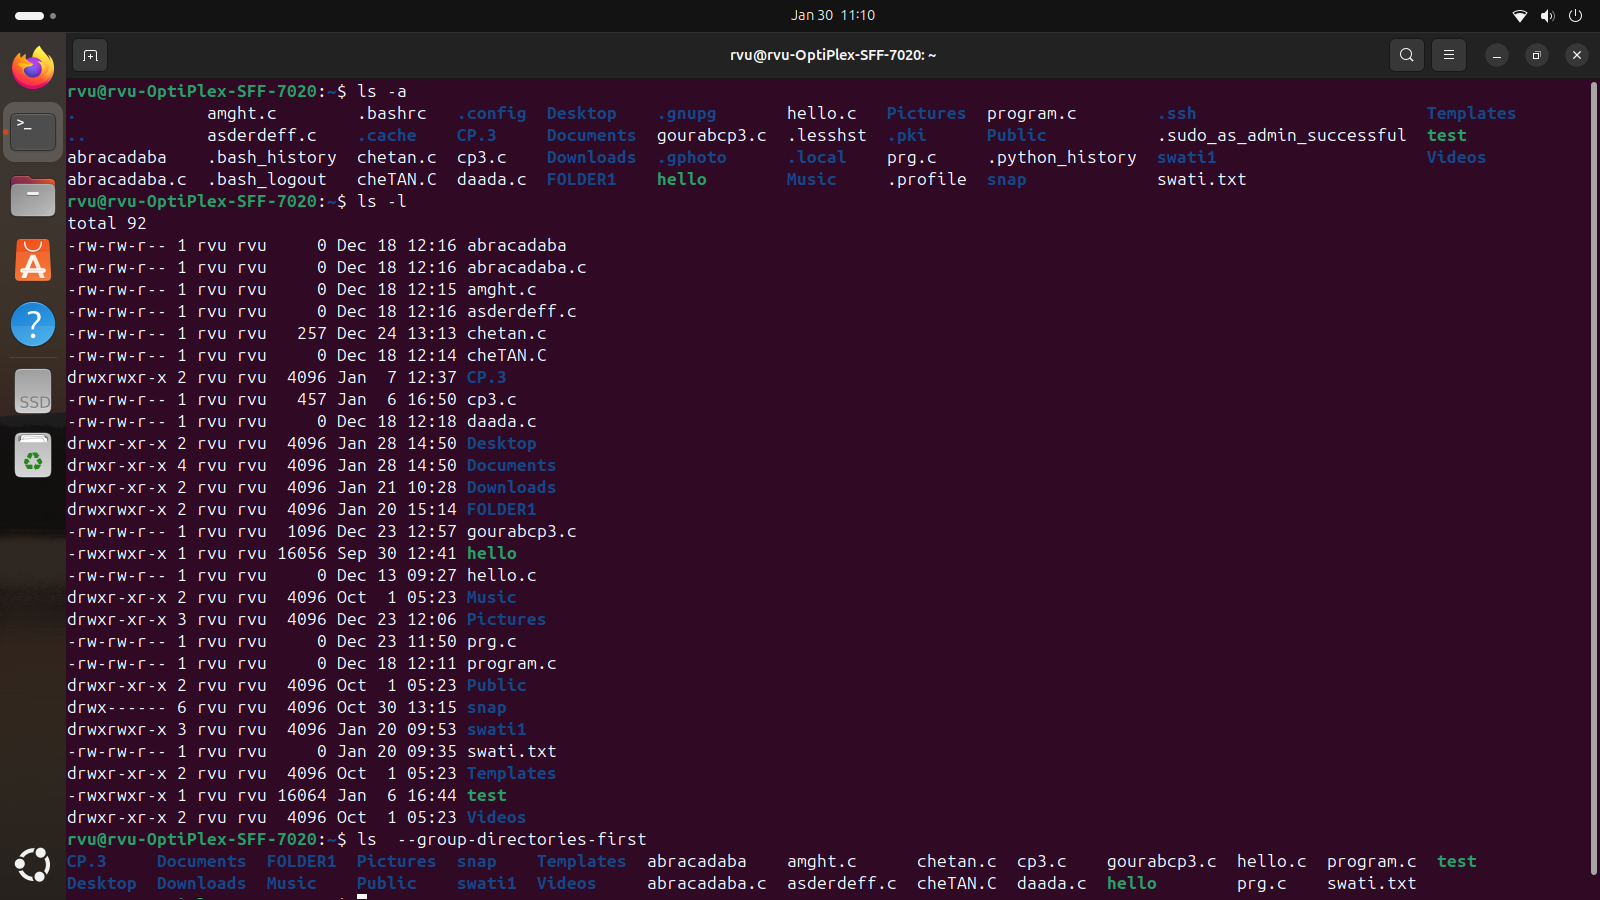 Jan 30 11:10
rvu@rvu-OptiPlex-SFF-7020: ~
rvu@rvu-OptiPlex-SFF-7020:~$ ls -a
. amght.c .bashrc .config Desktop .gnupg hello.c Pictures program.c .ssh Templates
.. asderdeff.c .cache CP.3 Documents gourabcp3.c .lesshst .pki Public .sudo_as_admin_successful test
abracadaba .bash_history chetan.c cp3.c Downloads .gphoto .local prg.c .python_history swati1 Videos
abracadaba.c .bash_logout cheTAN.C daada.c FOLDER1 hello Music .profile snap swati.txt
rvu@rvu-OptiPlex-SFF-7020:~$ ls -l
total 92
-rw-rw-r-- 1 rvu rvu 0 Dec 18 12:16 abracadaba
-rw-rw-r-- 1 rvu rvu 0 Dec 18 12:16 abracadaba.c
-rw-rw-r-- 1 rvu rvu 0 Dec 18 12:15 amght.c
-rw-rw-r-- 1 rvu rvu 0 Dec 18 12:16 asderdeff.c
-rw-rw-r-- 1 rvu rvu 257 Dec 24 13:13 chetan.c
-rw-rw-r-- 1 rvu rvu 0 Dec 18 12:14 cheTAN.C
drwxrwxr-x 2 rvu rvu 4096 Jan 7 12:37 CP.3
-rw-rw-r-- 1 rvu rvu 457 Jan 6 16:50 cp3.c
-rw-rw-r-- 1 rvu rvu 0 Dec 18 12:18 daada.c
drwxr-xr-x 2 rvu rvu 4096 Jan 28 14:50 Desktop
drwxr-xr-x 4 rvu rvu 4096 Jan 28 14:50 Documents
drwxr-xr-x 2 rvu rvu 4096 Jan 21 10:28 Downloads
drwxrwxr-x 2 rvu rvu 4096 Jan 20 15:14 FOLDER1
-rw-rw-r-- 1 rvu rvu 1096 Dec 23 12:57 gourabcp3.c
-rwxrwxr-x 1 rvu rvu 16056 Sep 30 12:41 hello
-rw-rw-r-- 1 rvu rvu 0 Dec 13 09:27 hello.c
drwxr-xr-x 2 rvu rvu 4096 Oct 1 05:23 Music
drwxr-xr-x 3 rvu rvu 4096 Dec 23 12:06 Pictures
-rw-rw-r-- 1 rvu rvu 0 Dec 23 11:50 prg.c
-rw-rw-r-- 1 rvu rvu 0 Dec 18 12:11 program.c
drwxr-xr-x 2 rvu rvu 4096 Oct 1 05:23 Public
drwx------ 6 rvu rvu 4096 Oct 30 13:15 snap
drwxrwxr-x 3 rvu rvu 4096 Jan 20 09:53 swati1
-rw-rw-r-- 1 rvu rvu 0 Jan 20 09:35 swati.txt
drwxr-xr-x 2 rvu rvu 4096 Oct 1 05:23 Templates
-rwxrwxr-x 1 rvu rvu 16064 Jan 6 16:44 test
drwxr-xr-x 2 rvu rvu 4096 Oct 1 05:23 Videos
rvu@rvu-OptiPlex-SFF-7020:~$ ls  --group-directories-first
CP.3 Documents FOLDER1 Pictures snap Templates abracadaba amght.c chetan.c cp3.c gourabcp3.c hello.c program.c test
Desktop Downloads Music Public swati1 Videos abracadaba.c asderdeff.c cheTAN.C daada.c hello prg.c swati.txt
SSD